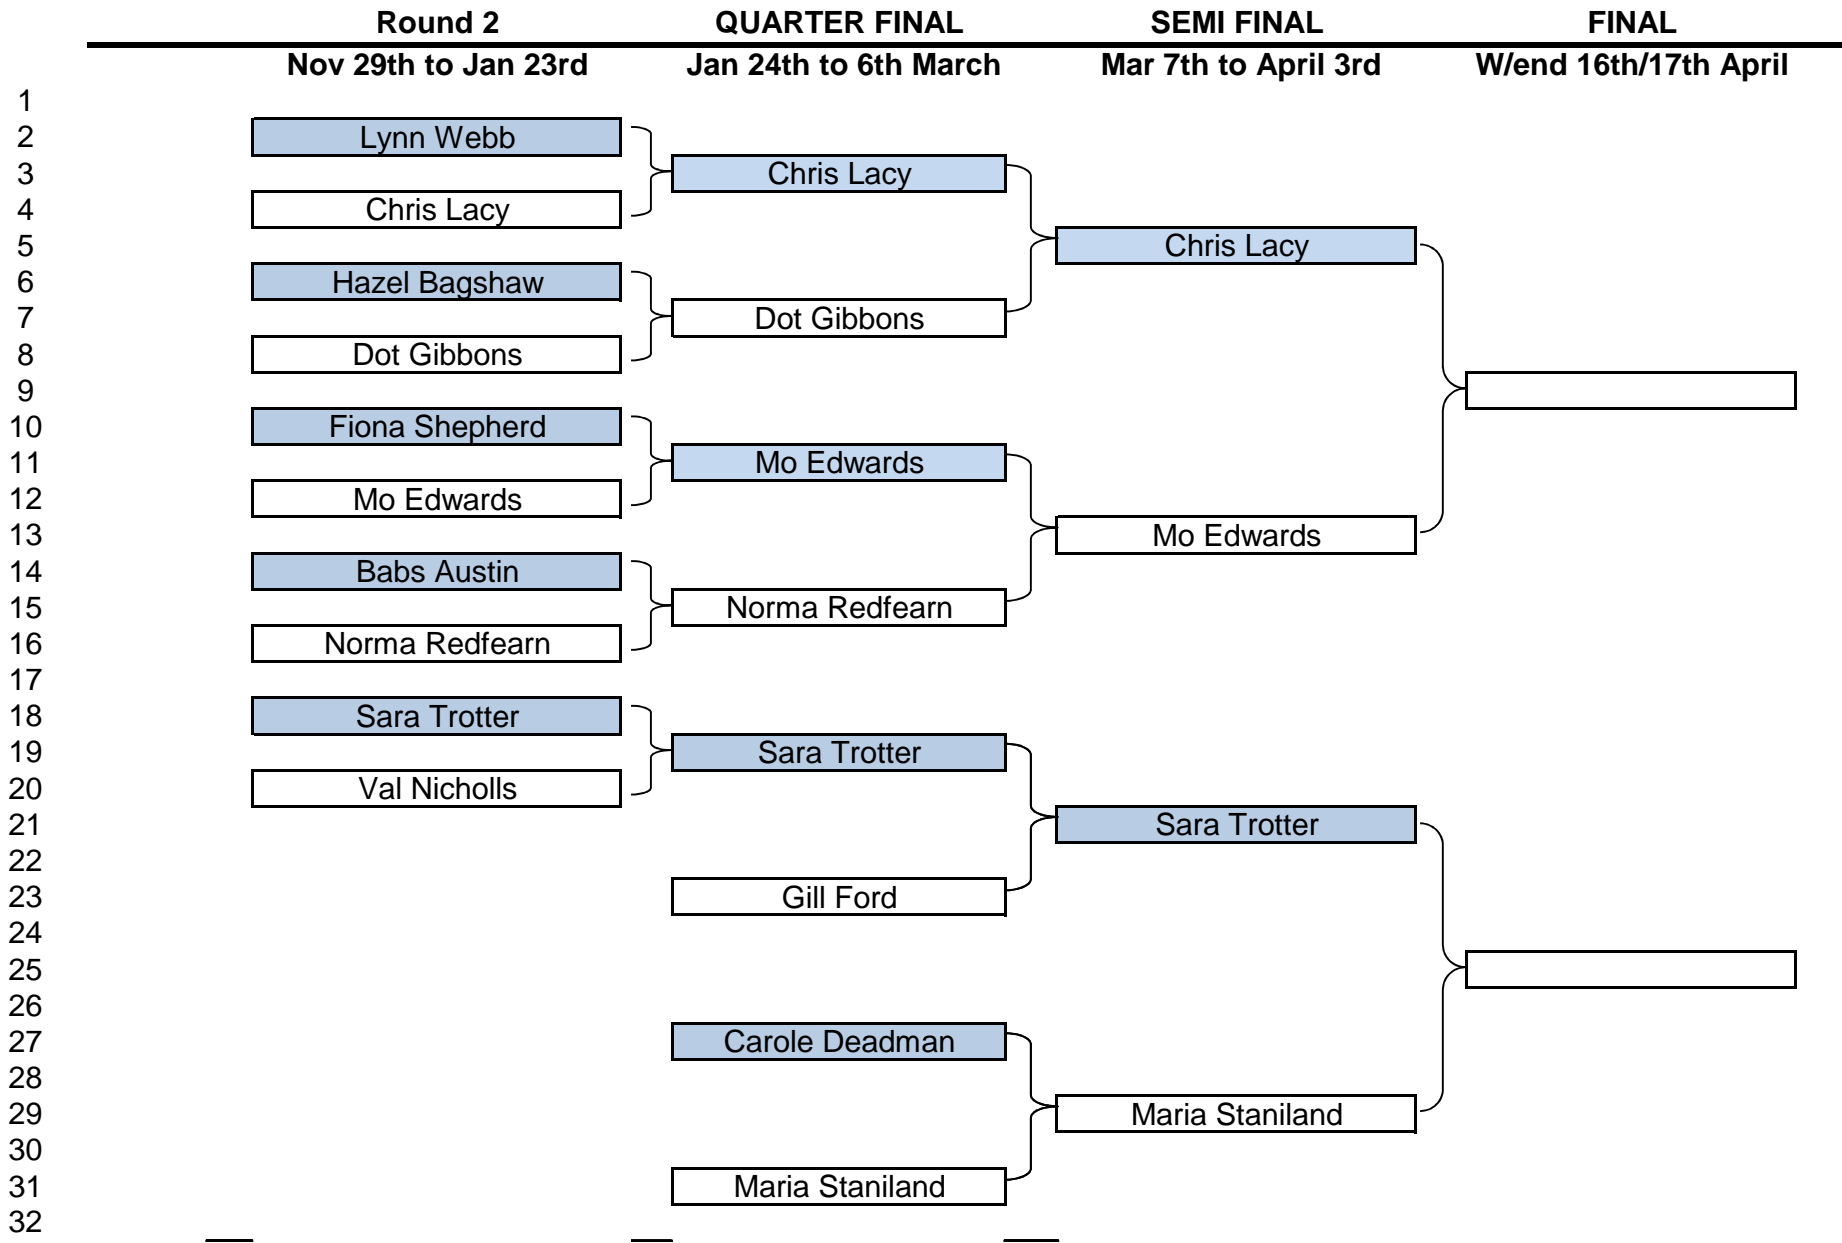 Round 2 QUARTER FINAL SEMI FINAL FINAL
Nov 29th to Jan 23rd Jan 24th to 6th March Mar 7th to April 3rd W/end 16th/17th April
1
2 Lynn Webb
3 Chris Lacy
4 Chris Lacy
5 Chris Lacy
6 Hazel Bagshaw
7 Dot Gibbons
8 Dot Gibbons
9
10 Fiona Shepherd
11 Mo Edwards
12 Mo Edwards
13 Mo Edwards
14 Babs Austin
15 Norma Redfearn
16 Norma Redfearn
17
18 Sara Trotter
19 Sara Trotter
20 Val Nicholls
21 Sara Trotter
22
23 Gill Ford
24
25
26
27 Carole Deadman
28
29 Maria Staniland
30
31 Maria Staniland
32